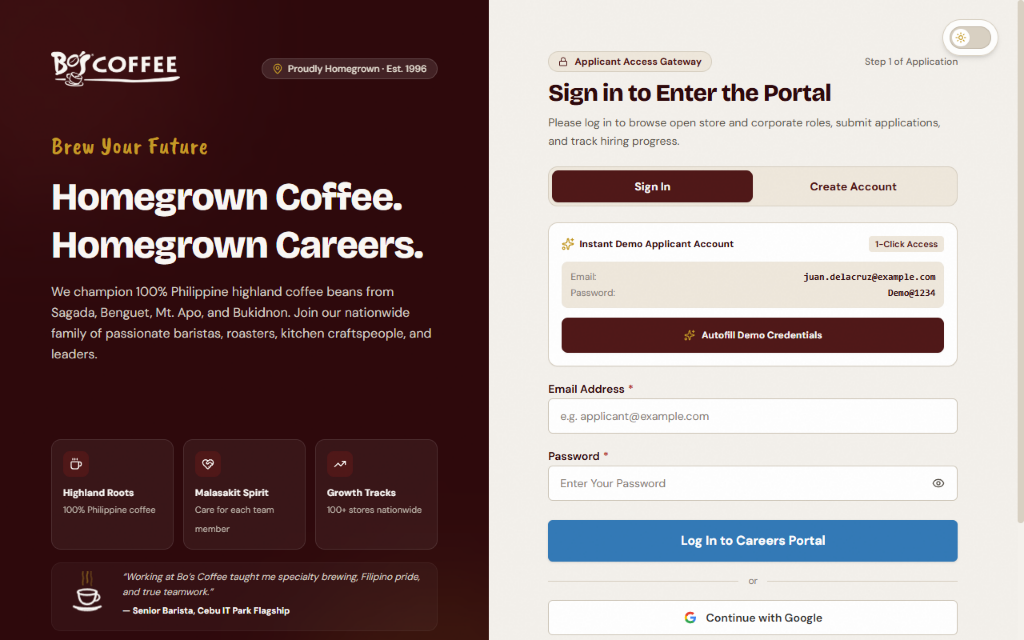 Bo's COFFEE
Proudly Homegrown · Est. 1996
Brew Your Future
Homegrown Coffee.
Homegrown Careers.
We champion 100% Philippine highland coffee beans from
Sagada, Benguet, Mt. Apo, and Bukidnon. Join our nationwide
family of passionate baristas, roasters, kitchen craftspeople, and
leaders.
Highland Roots
100% Philippine coffee
Malasakit Spirit
Care for each team
member
Growth Tracks
100+ stores nationwide
"Working at Bo's Coffee taught me specialty brewing, Filipino pride,
and true teamwork."
— Senior Barista, Cebu IT Park Flagship
Applicant Access Gateway
Step 1 of Application
Sign in to Enter the Portal
Please log in to browse open store and corporate roles, submit applications,
and track hiring progress.
Sign In
Create Account
Instant Demo Applicant Account
1-Click Access
Email: juan.delacruz@example.com
Password: Demo@1234
Autofill Demo Credentials
Email Address *
e.g. applicant@example.com
Password *
Enter Your Password
Log In to Careers Portal
or
Continue with Google